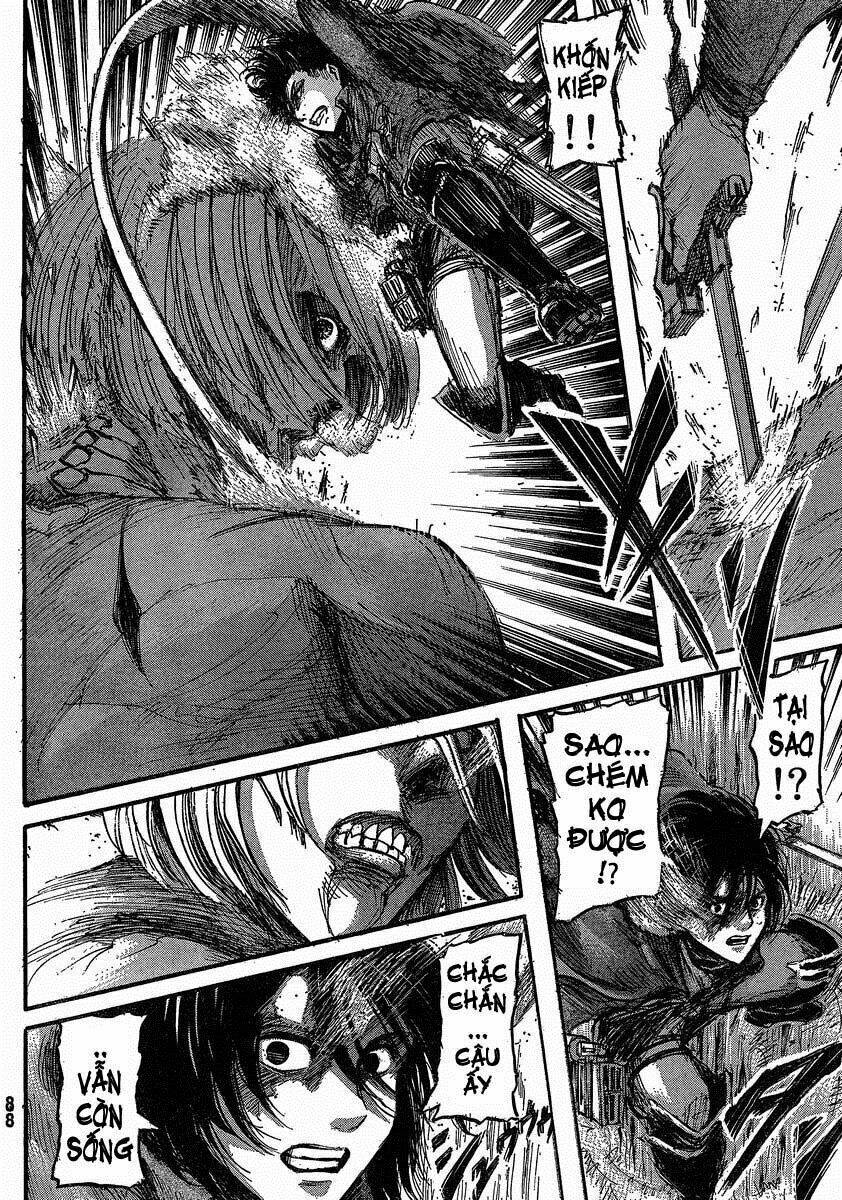 KHỐN
KIẾP
!!
TẠI
SAO
!?
SAO...
CHÉM
KO
ĐƯỢC
!?
CHẮC
CHẮN
...
CẬU
ẤY
..
VẪN
CÒN
SỐNG
88